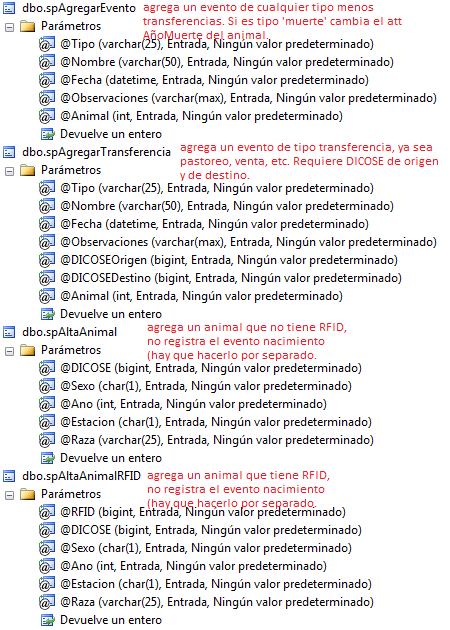 dbo.spAgregarEvento
agrega un evento de cualquier tipo menos
transferencias. Si es tipo 'muerte' cambia el att
AñoMuerte del animal.
Parámetros
@Tipo (varchar(25), Entrada, Ningún valor predeterminado)
@Nombre (varchar(50), Entrada, Ningún valor predeterminado)
@Fecha (datetime, Entrada, Ningún valor predeterminado)
@Observaciones (varchar(max), Entrada, Ningún valor predeterminado)
@Animal (int, Entrada, Ningún valor predeterminado)
Devuelve un entero
dbo.spAgregarTransferencia
agrega un evento de tipo transferencia, ya sea
pastoreo, venta, etc. Requiere DICOSE de origen
y de destino.
Parámetros
@Tipo (varchar(25), Entrada, Ningún valor predeterminado)
@Nombre (varchar(50), Entrada, Ningún valor predeterminado)
@Fecha (datetime, Entrada, Ningún valor predeterminado)
@Observaciones (varchar(max), Entrada, Ningún valor predeterminado)
@DICOSEOrigen (bigint, Entrada, Ningún valor predeterminado)
@DICOSEDestino (bigint, Entrada, Ningún valor predeterminado)
@Animal (int, Entrada, Ningún valor predeterminado)
Devuelve un entero
dbo.spAltaAnimal
agrega un animal que no tiene RFID,
no registra el evento nacimiento
(hay que hacerlo por separado.
Parámetros
@DICOSE (bigint, Entrada, Ningún valor predeterminado)
@Sexo (char(1), Entrada, Ningún valor predeterminado)
@Ano (int, Entrada, Ningún valor predeterminado)
@Estacion (char(1), Entrada, Ningún valor predeterminado)
@Raza (varchar(25), Entrada, Ningún valor predeterminado)
Devuelve un entero
dbo.spAltaAnimalRFID
agrega un animal que tiene RFID,
no registra el evento nacimiento
(hay que hacerlo por separado.
Parámetros
@RFID (bigint, Entrada, Ningún valor predeterminado)
@DICOSE (bigint, Entrada, Ningún valor predeterminado)
@Sexo (char(1), Entrada, Ningún valor predeterminado)
@Ano (int, Entrada, Ningún valor predeterminado)
@Estacion (char(1), Entrada, Ningún valor predeterminado)
@Raza (varchar(25), Entrada, Ningún valor predeterminado)
Devuelve un entero